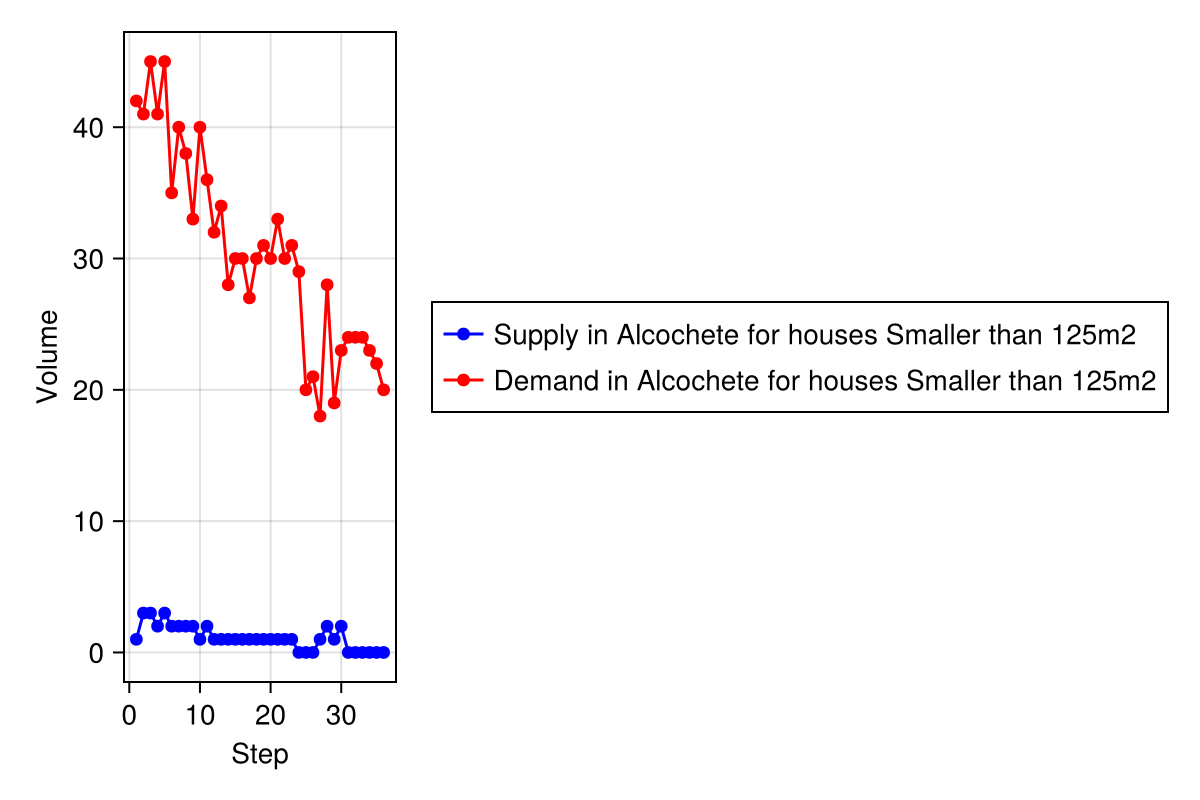 40
30
20
10
0
Volume
0 10 20 30
Step
Supply in Alcochete for houses Smaller than 125m2
Demand in Alcochete for houses Smaller than 125m2